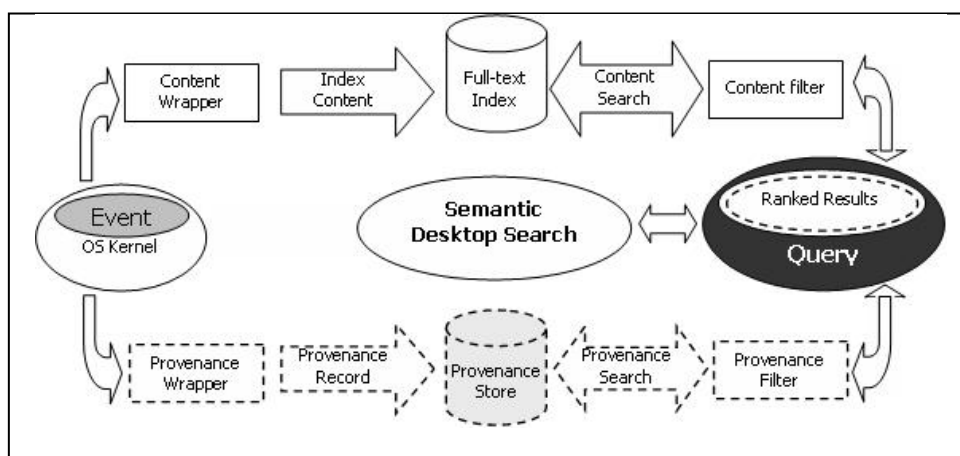 Content
Wrapper
Index
Content
Full-text
Index
Content
Search
Content filter
Event
OS Kernel
Semantic
Desktop Search
Ranked Results
Query
Provenance
Wrapper
Provenance
Record
Provenance
Store
Provenance
Search
Provenance
Filter